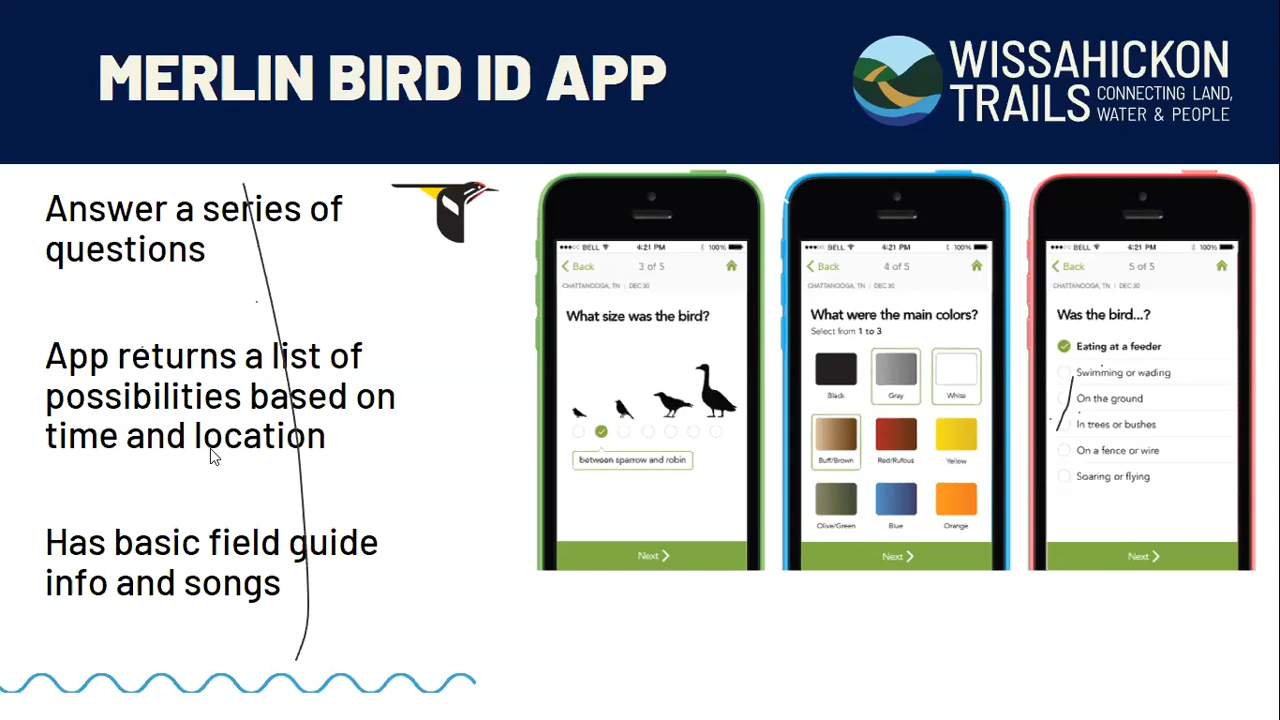 MERLIN BIRD ID APP
WISSAHICKON
TRAILS
CONNECTING LAND,
WATER & PEOPLE
Answer a series of
questions
App returns a list of
possibilities based on
time and location
Has basic field guide
info and songs
BELL 4:21 PM 100%
Back 3 of 5
CHATTANOOGA, TN | DEC 30
What size was the bird?
between sparrow and robin
Next
BELL 4:21 PM 100%
Back 4 of 5
CHATTANOOGA, TN | DEC 30
What were the main colors?
Select from 1 to 3
Black Gray White
Buff/Brown Red/Rufous Yellow
Olive/Green Blue Orange
Next
BELL 4:21 PM 100%
Back 5 of 5
CHATTANOOGA, TN | DEC 30
Was the bird...?
Eating at a feeder
Swimming or wading
On the ground
In trees or bushes
On a fence or wire
Soaring or flying
Next